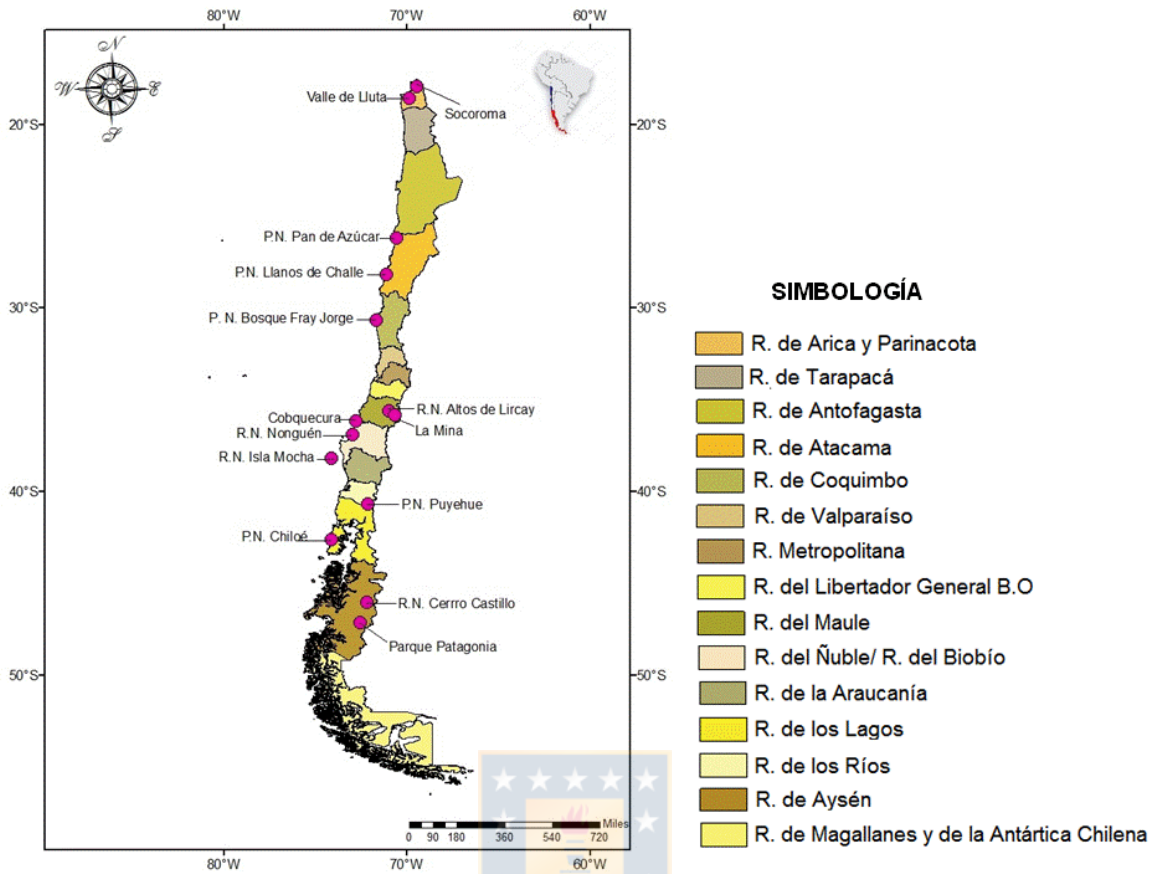 80°W 70°W 60°W
N
W E
S
Valle de Lluta
Socoroma
20°S 20°S
P.N. Pan de Azúcar
P.N. Llanos de Challe
30°S 30°S
P. N. Bosque Fray Jorge
R.N. Altos de Lircay
Cobquecura
La Mina
R.N. Nonguén
R.N. Isla Mocha
40°S 40°S
P.N. Puyehue
P.N. Chiloé
R.N. Cerrro Castillo
Parque Patagonia
50°S 50°S
Miles
0 90 180 360 540 720
80°W 70°W 60°W
SIMBOLOGÍA
R. de Arica y Parinacota
R. de Tarapacá
R. de Antofagasta
R. de Atacama
R. de Coquimbo
R. de Valparaíso
R. Metropolitana
R. del Libertador General B.O
R. del Maule
R. del Ñuble/ R. del Biobío
R. de la Araucanía
R. de los Lagos
R. de los Ríos
R. de Aysén
R. de Magallanes y de la Antártica Chilena